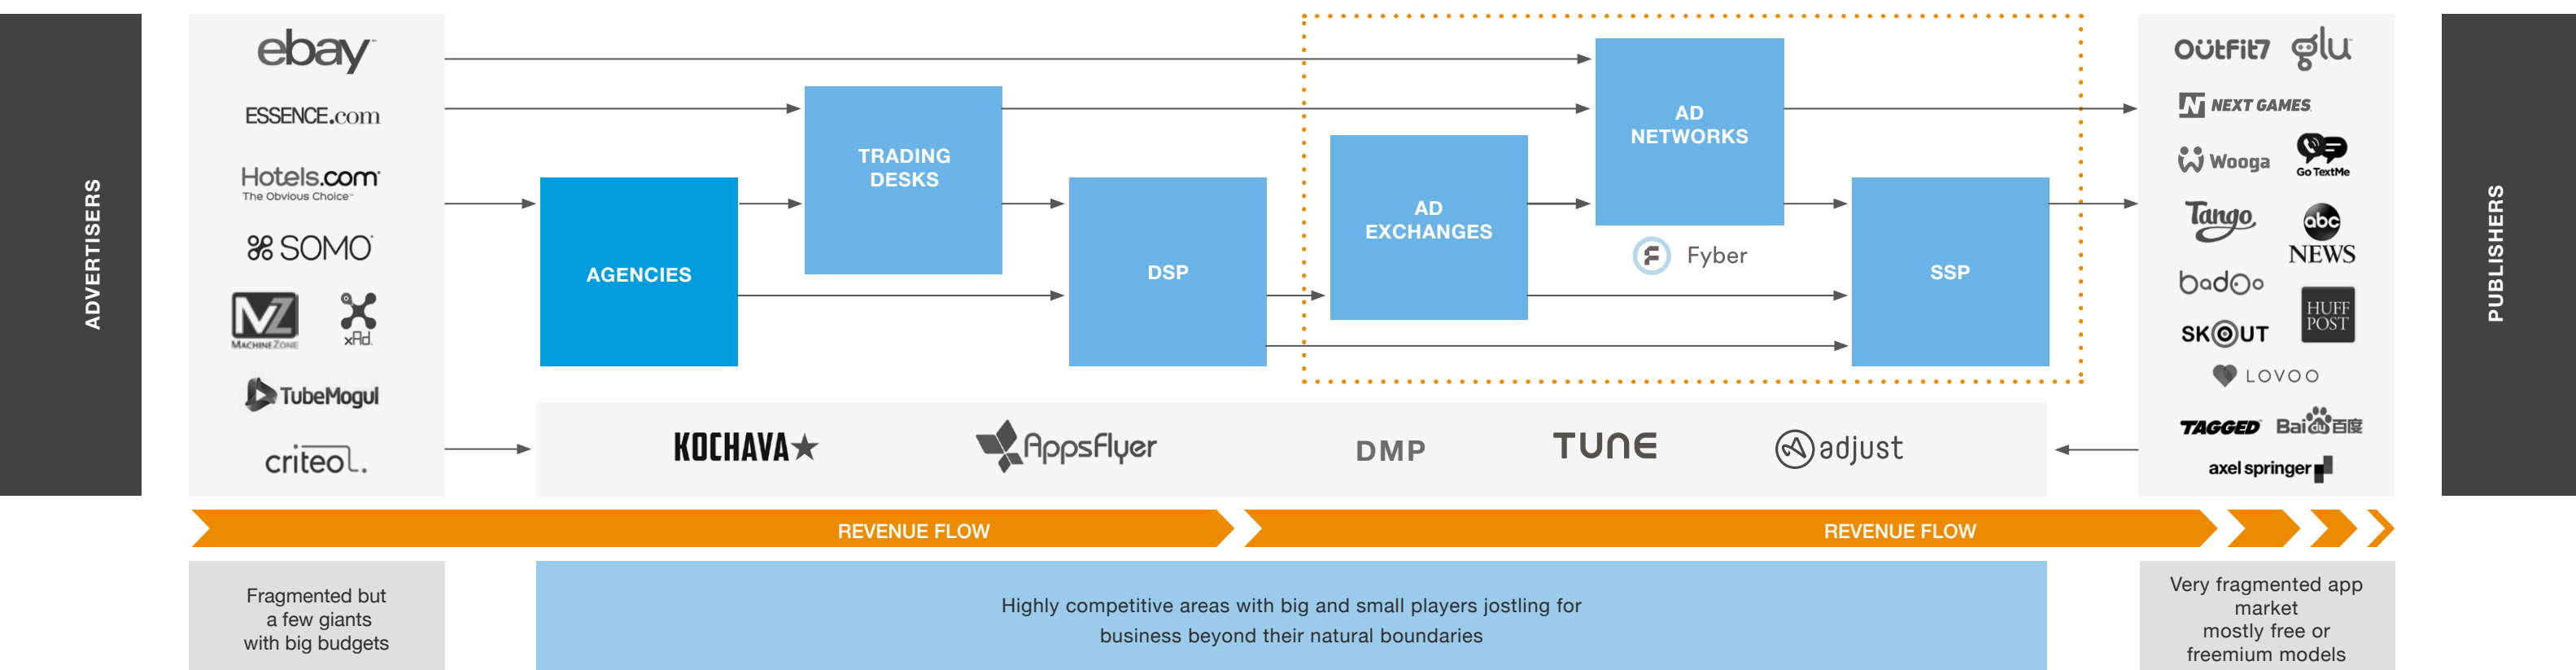 ADVERTISERS
ebay
ESSENCE.com
Hotels.com
The Obvious Choice
SOMO
MZ
MACHINE ZONE
xAd
TubeMogul
criteo
AGENCIES
TRADING
DESKS
DSP
AD
EXCHANGES
AD
NETWORKS
F Fyber
SSP
KOCHAVA
AppsFlyer
DMP
TUNE
adjust
OUTFIT7 glu
N NEXT GAMES
Wooga
Go TextMe
Tango
abc
NEWS
badoo
HUFF
POST
SKOUT
LOVOO
TAGGED
Bai du 百度
axel springer
PUBLISHERS
REVENUE FLOW
REVENUE FLOW
Fragmented but
a few giants
with big budgets
Highly competitive areas with big and small players jostling for
business beyond their natural boundaries
Very fragmented app
market
mostly free or
freemium models